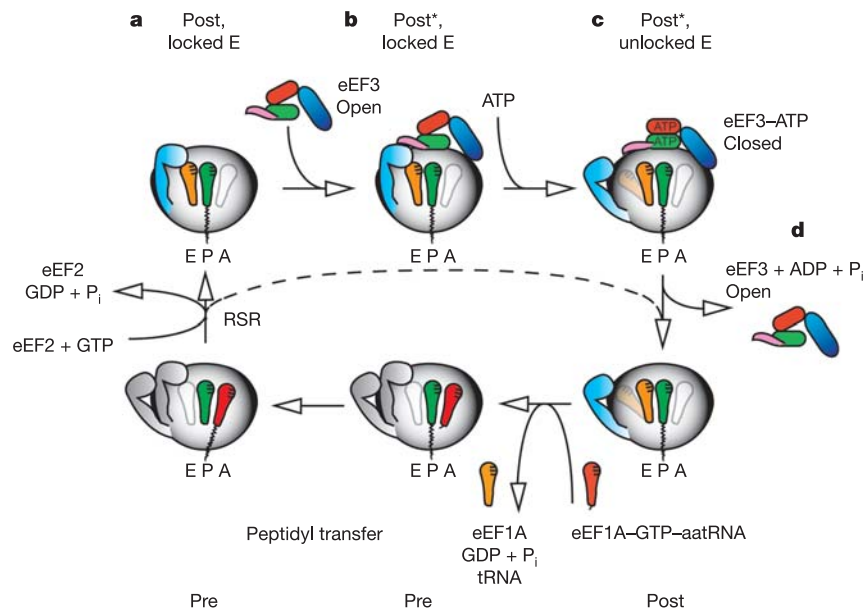 a
Post,
locked E
b
Post*,
locked E
c
Post*,
unlocked E
eEF3
Open
ATP
ATP
ATP
eEF3–ATP
Closed
E P A
E P A
E P A
d
eEF3 + ADP + Pi
Open
eEF2
GDP + Pi
eEF2 + GTP
RSR
E P A
E P A
E P A
Peptidyl transfer
eEF1A
GDP + Pi
tRNA
eEF1A–GTP–aatRNA
Pre
Pre
Post